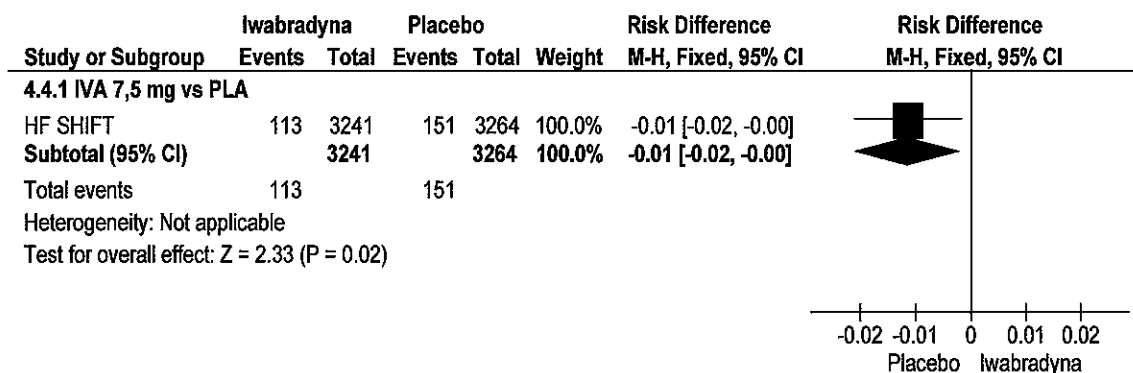 Iwabradyna Placebo Risk Difference Risk Difference
Study or Subgroup Events Total Events Total Weight M-H, Fixed, 95% CI M-H, Fixed, 95% CI
4.4.1 IVA 7,5 mg vs PLA
HF SHIFT 113 3241 151 3264 100.0% -0.01 [-0.02, -0.00]
Subtotal (95% CI) 3241 3264 100.0% -0.01 [-0.02, -0.00]
Total events 113 151
Heterogeneity: Not applicable
Test for overall effect: Z = 2.33 (P = 0.02)
-0.02 -0.01 0 0.01 0.02
Placebo Iwabradyna